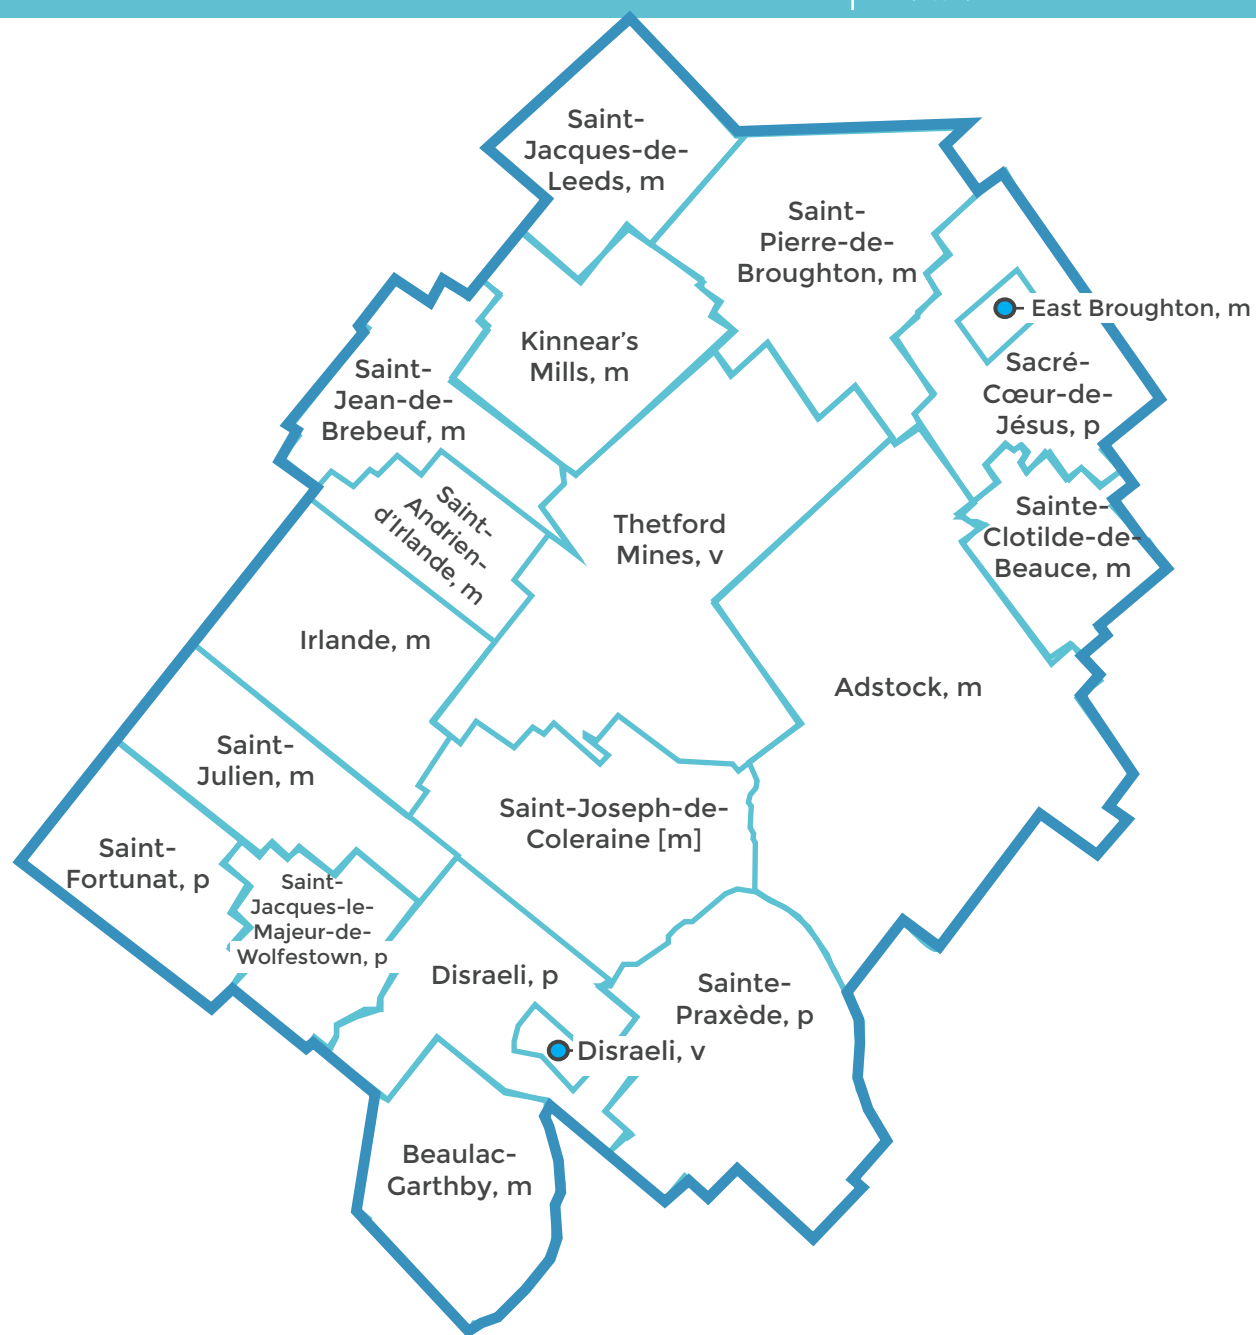 Saint-
Jacques-de-
Leeds, m
Saint-
Pierre-de-
Broughton, m
East Broughton, m
Kinnear's
Mills, m
Saint-
Jean-de-
Brebeuf, m
Sacré-
Cœur-de-
Jésus, p
Saint-
Andrien-
d'Irlande, m
Thetford
Mines, v
Sainte-
Clotilde-de-
Beauce, m
Irlande, m
Adstock, m
Saint-
Julien, m
Saint-Joseph-de-
Coleraine [m]
Saint-
Fortunat, p
Saint-
Jacques-le-
Majeur-de-
Wolfestown, p
Disraeli, p
Sainte-
Praxède, p
Disraeli, v
Beaulac-
Garthby, m